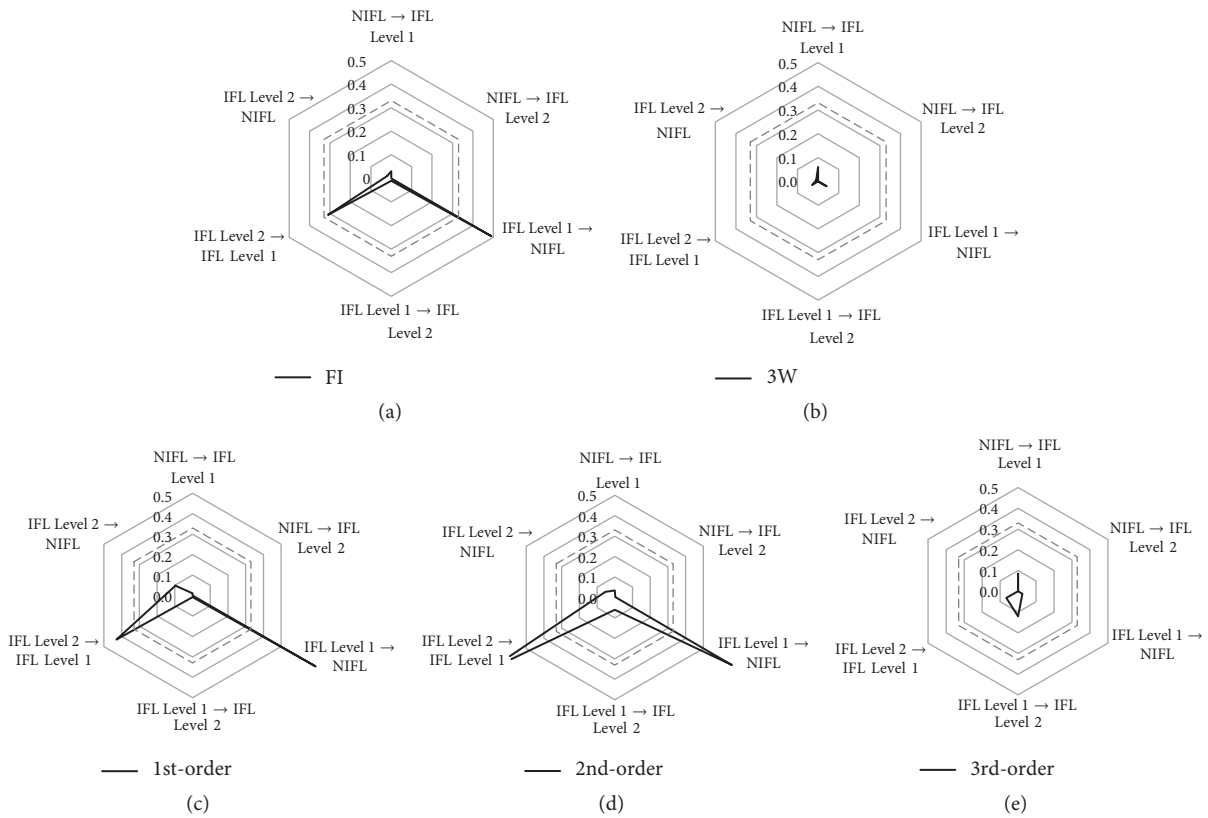 NIFL → IFL
Level 1
0.5
0.4
0.3
0.2
0.1
0
NIFL → IFL
Level 2
IFL Level 1 →
NIFL
IFL Level 1 → IFL
Level 2
IFL Level 2 →
IFL Level 1
IFL Level 2 →
NIFL
FI
(a)
NIFL → IFL
Level 1
0.5
0.4
0.3
0.2
0.1
0.0
NIFL → IFL
Level 2
IFL Level 1 →
NIFL
IFL Level 1 → IFL
Level 2
IFL Level 2 →
IFL Level 1
IFL Level 2 →
NIFL
3W
(b)
NIFL → IFL
Level 1
0.5
0.4
0.3
0.2
0.1
0.0
NIFL → IFL
Level 2
IFL Level 1 →
NIFL
IFL Level 1 → IFL
Level 2
IFL Level 2 →
IFL Level 1
IFL Level 2 →
NIFL
1st-order
(c)
NIFL → IFL
Level 1
0.5
0.4
0.3
0.2
0.1
0.0
NIFL → IFL
Level 2
IFL Level 1 →
NIFL
IFL Level 1 → IFL
Level 2
IFL Level 2 →
IFL Level 1
IFL Level 2 →
NIFL
2nd-order
(d)
NIFL → IFL
Level 1
0.5
0.4
0.3
0.2
0.1
0.0
NIFL → IFL
Level 2
IFL Level 1 →
NIFL
IFL Level 1 → IFL
Level 2
IFL Level 2 →
IFL Level 1
IFL Level 2 →
NIFL
3rd-order
(e)